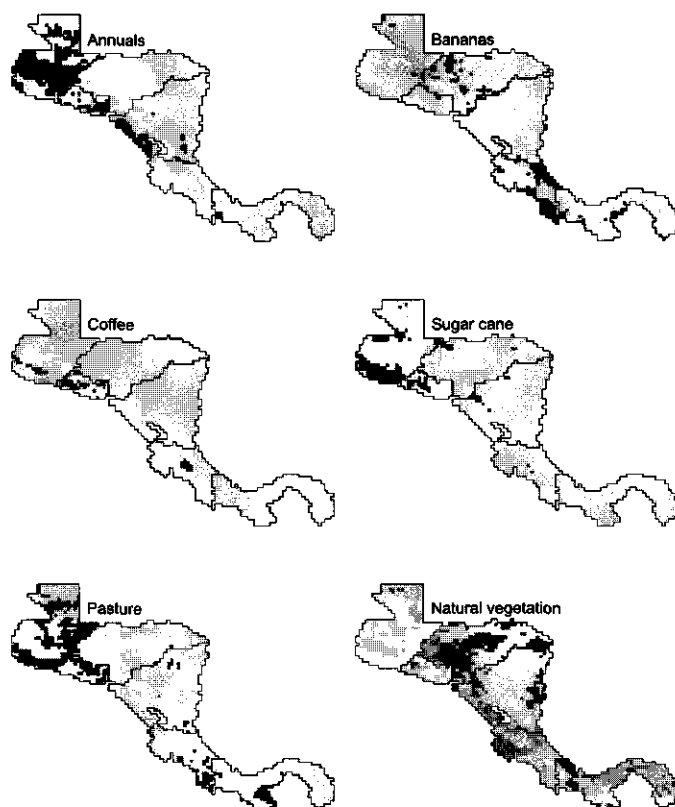 Annuals
Bananas
Coffee
Sugar cane
Pasture
Natural vegetation